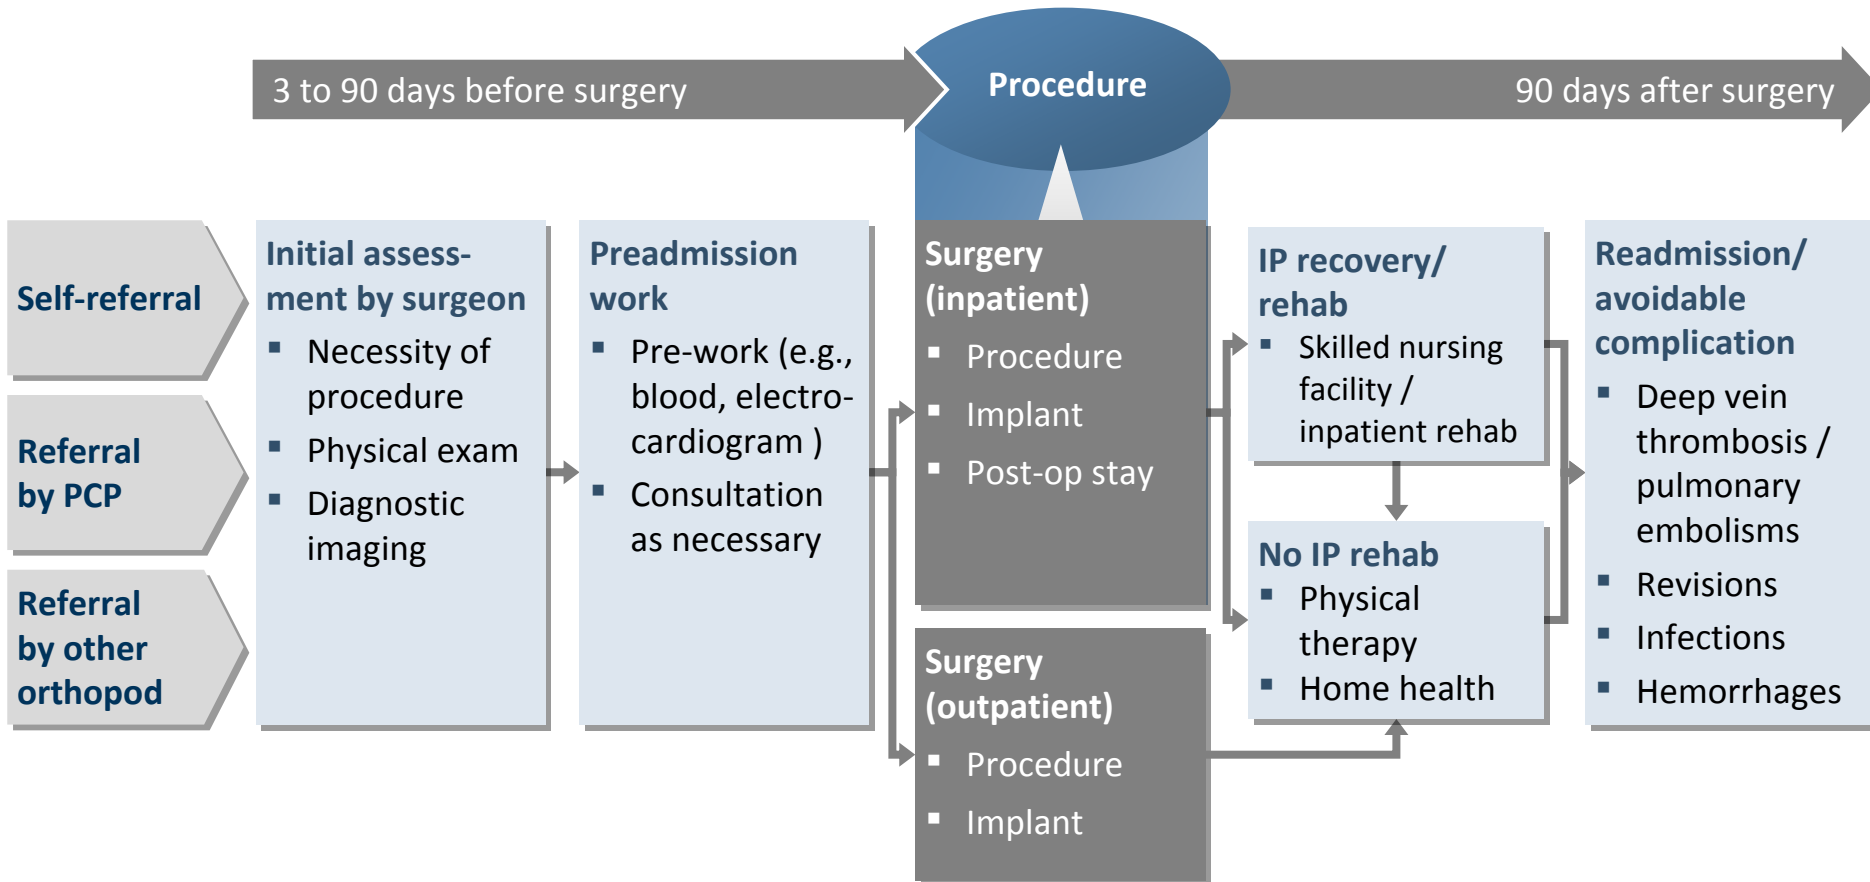 3 to 90 days before surgery
Procedure
90 days after surgery
Self-referral
Referral
by PCP
Referral
by other
orthopod
Initial assess-
ment by surgeon
▪ Necessity of
procedure
▪ Physical exam
▪ Diagnostic
imaging
Preadmission
work
▪ Pre-work (e.g.,
blood, electro-
cardiogram )
▪ Consultation
as necessary
Surgery
(inpatient)
▪ Procedure
▪ Implant
▪ Post-op stay
Surgery
(outpatient)
▪ Procedure
▪ Implant
IP recovery/
rehab
▪ Skilled nursing
facility /
inpatient rehab
No IP rehab
▪ Physical
therapy
▪ Home health
Readmission/
avoidable
complication
▪ Deep vein
thrombosis /
pulmonary
embolisms
▪ Revisions
▪ Infections
▪ Hemorrhages